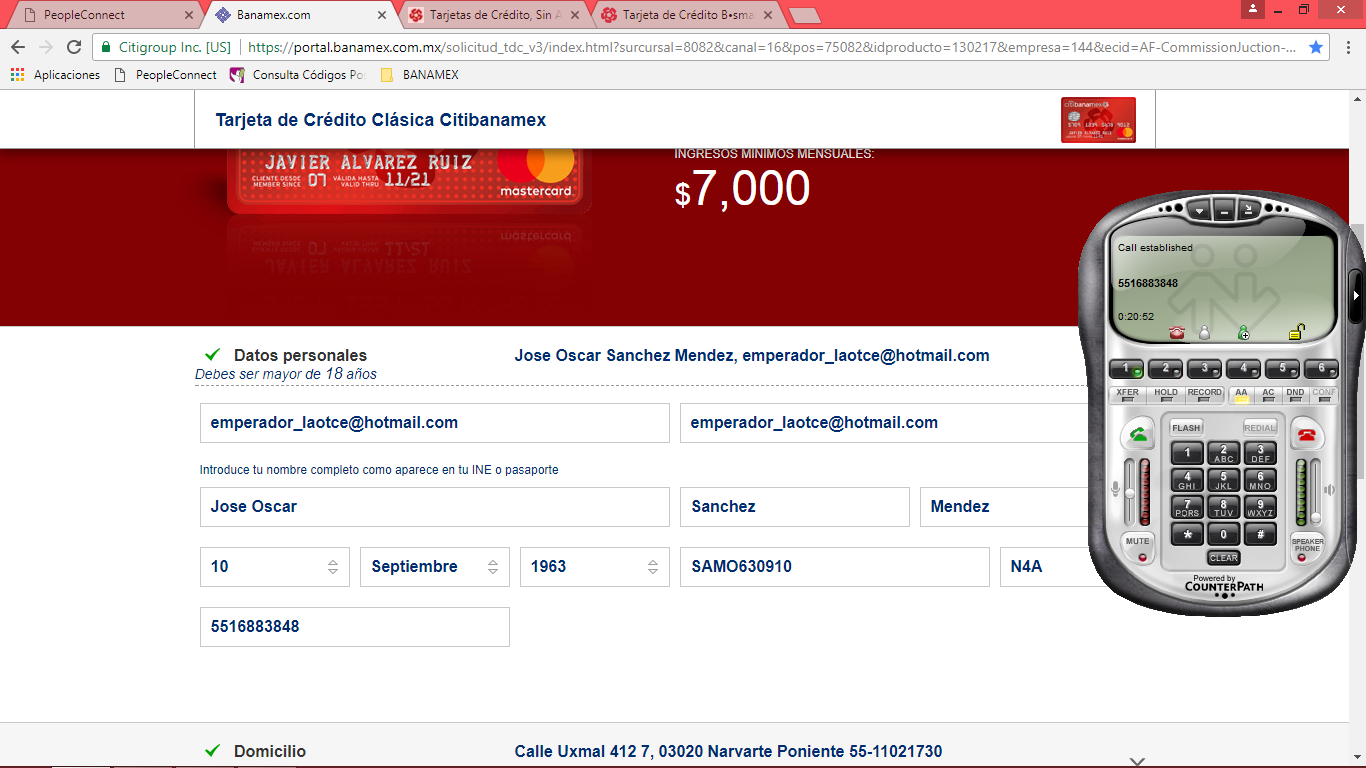 PeopleConnect
Banamex.com
Tarjetas de Crédito, Sin A
Tarjeta de Crédito B•sma
Citigroup Inc. [US]
https://portal.banamex.com.mx/solicitud_tdc_v3/index.html?surcursal=8082&canal=16&pos=75082&idproducto=130217&empresa=144&ecid=AF-CommissionJuction-...
Aplicaciones
PeopleConnect
Consulta Códigos Pos
BANAMEX
Tarjeta de Crédito Clásica Citibanamex
citibanamex
JAVIER ALVAREZ RUIZ
CLIENTE DESDE
MEMBER SINCE
07
VÁLIDA HASTA
VALID THRU
11/21
mastercard
INGRESOS MÍNIMOS MENSUALES:
$7,000
Call established
5516883848
0:20:52
1 2 3 4 5 6
XFER HOLD RECORD AA AC DND CONF
FLASH REDIAL
1 2 ABC 3 DEF
4 GHI 5 JKL 6 MNO
7 PQRS 8 TUV 9 WXYZ
* 0 #
MUTE
CLEAR
SPEAKER PHONE
Powered by
COUNTERPATH
Datos personales
Jose Oscar Sanchez Mendez, emperador_laotce@hotmail.com
Debes ser mayor de 18 años
emperador_laotce@hotmail.com
emperador_laotce@hotmail.com
Introduce tu nombre completo como aparece en tu INE o pasaporte
Jose Oscar
Sanchez
Mendez
10
Septiembre
1963
SAMO630910
N4A
5516883848
Domicilio
Calle Uxmal 412 7, 03020 Narvarte Poniente 55-11021730